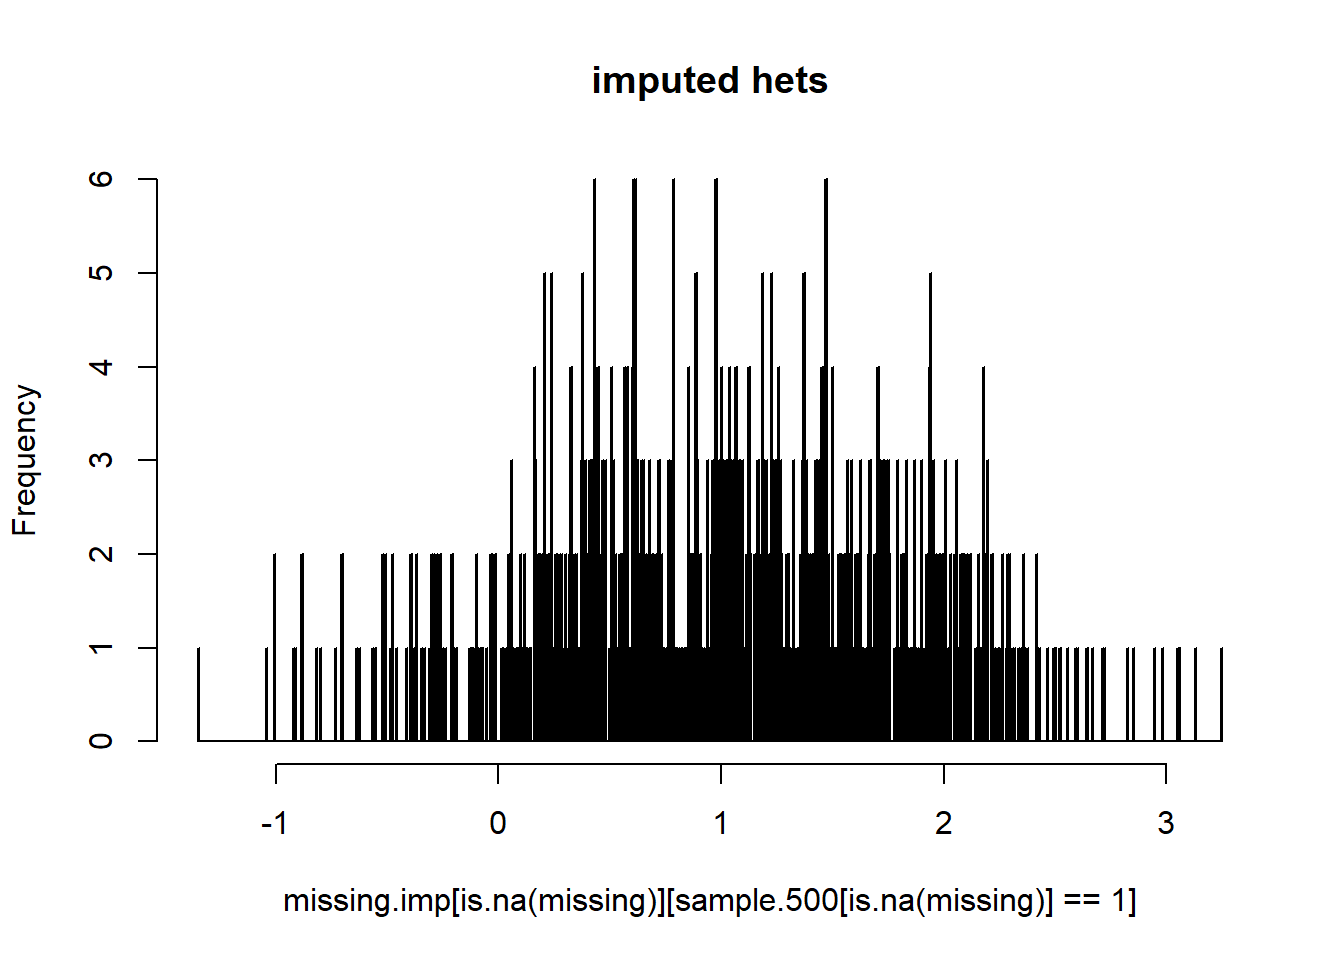 imputed hets
Frequency
6
5
4
3
2
1
0
-1 0 1 2 3
missing.imp[is.na(missing)][sample.500[is.na(missing)] == 1]